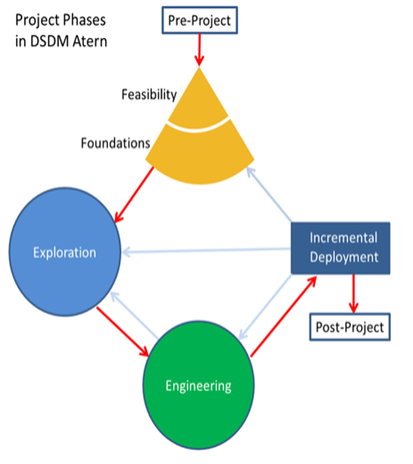 Project Phases
in DSDM Atern
Pre-Project
Feasibility
Foundations
Exploration
Incremental
Deployment
Post-Project
Engineering